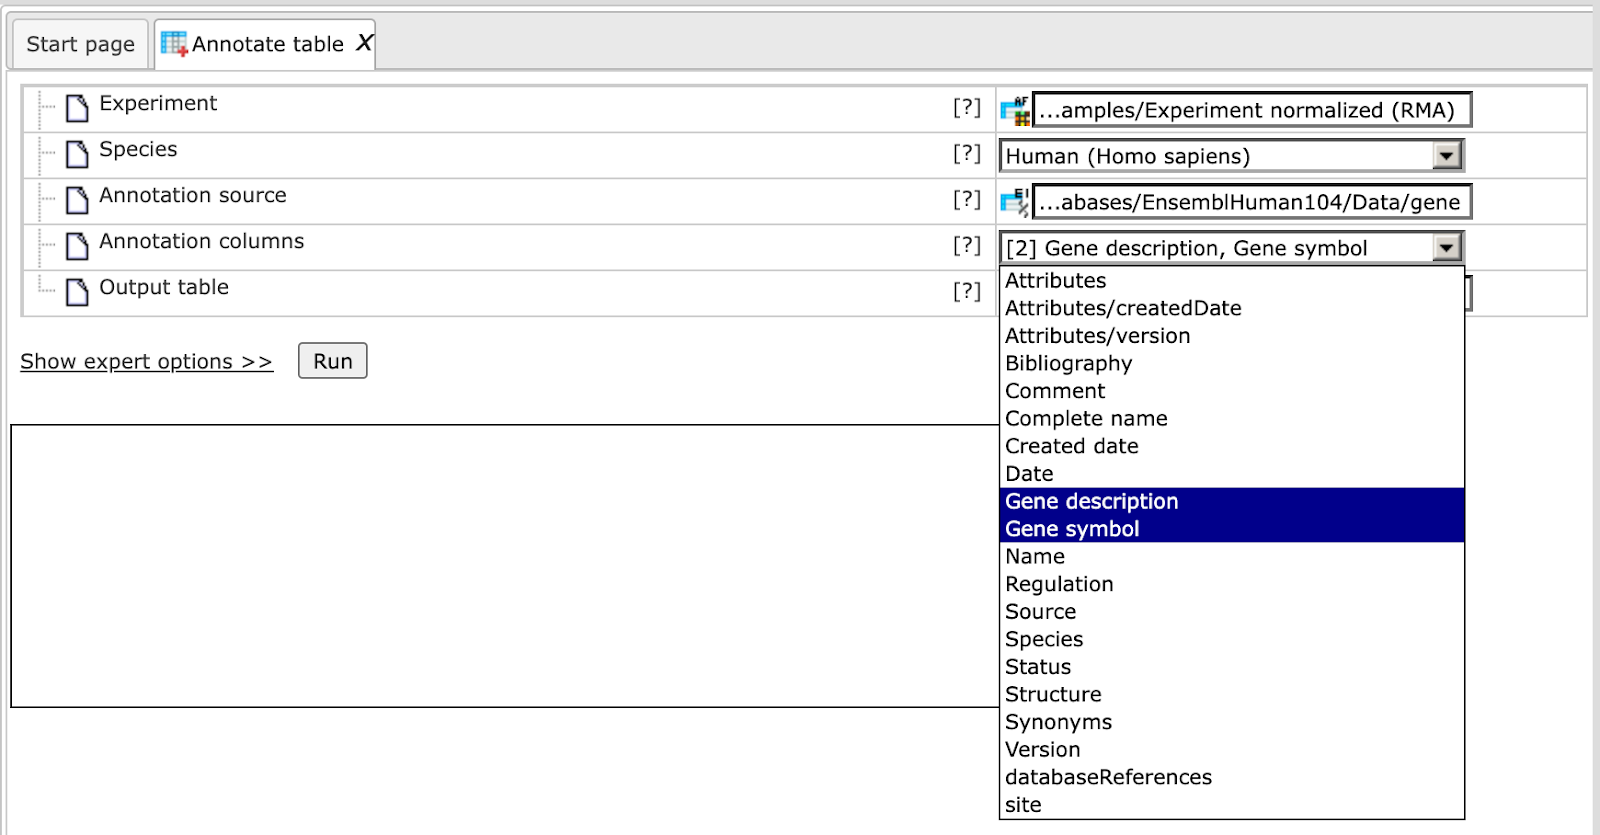 Start page
Annotate table X
Experiment [?] AF ...amples/Experiment normalized (RMA)
Species [?] Human (Homo sapiens)
Annotation source [?] EI ...abases/EnsemblHuman104/Data/gene
Annotation columns [?] [2] Gene description, Gene symbol
Output table [?]
Attributes
Attributes/createdDate
Attributes/version
Bibliography
Comment
Complete name
Created date
Date
Gene description
Gene symbol
Name
Regulation
Source
Species
Status
Structure
Synonyms
Version
databaseReferences
site
Show expert options >> Run